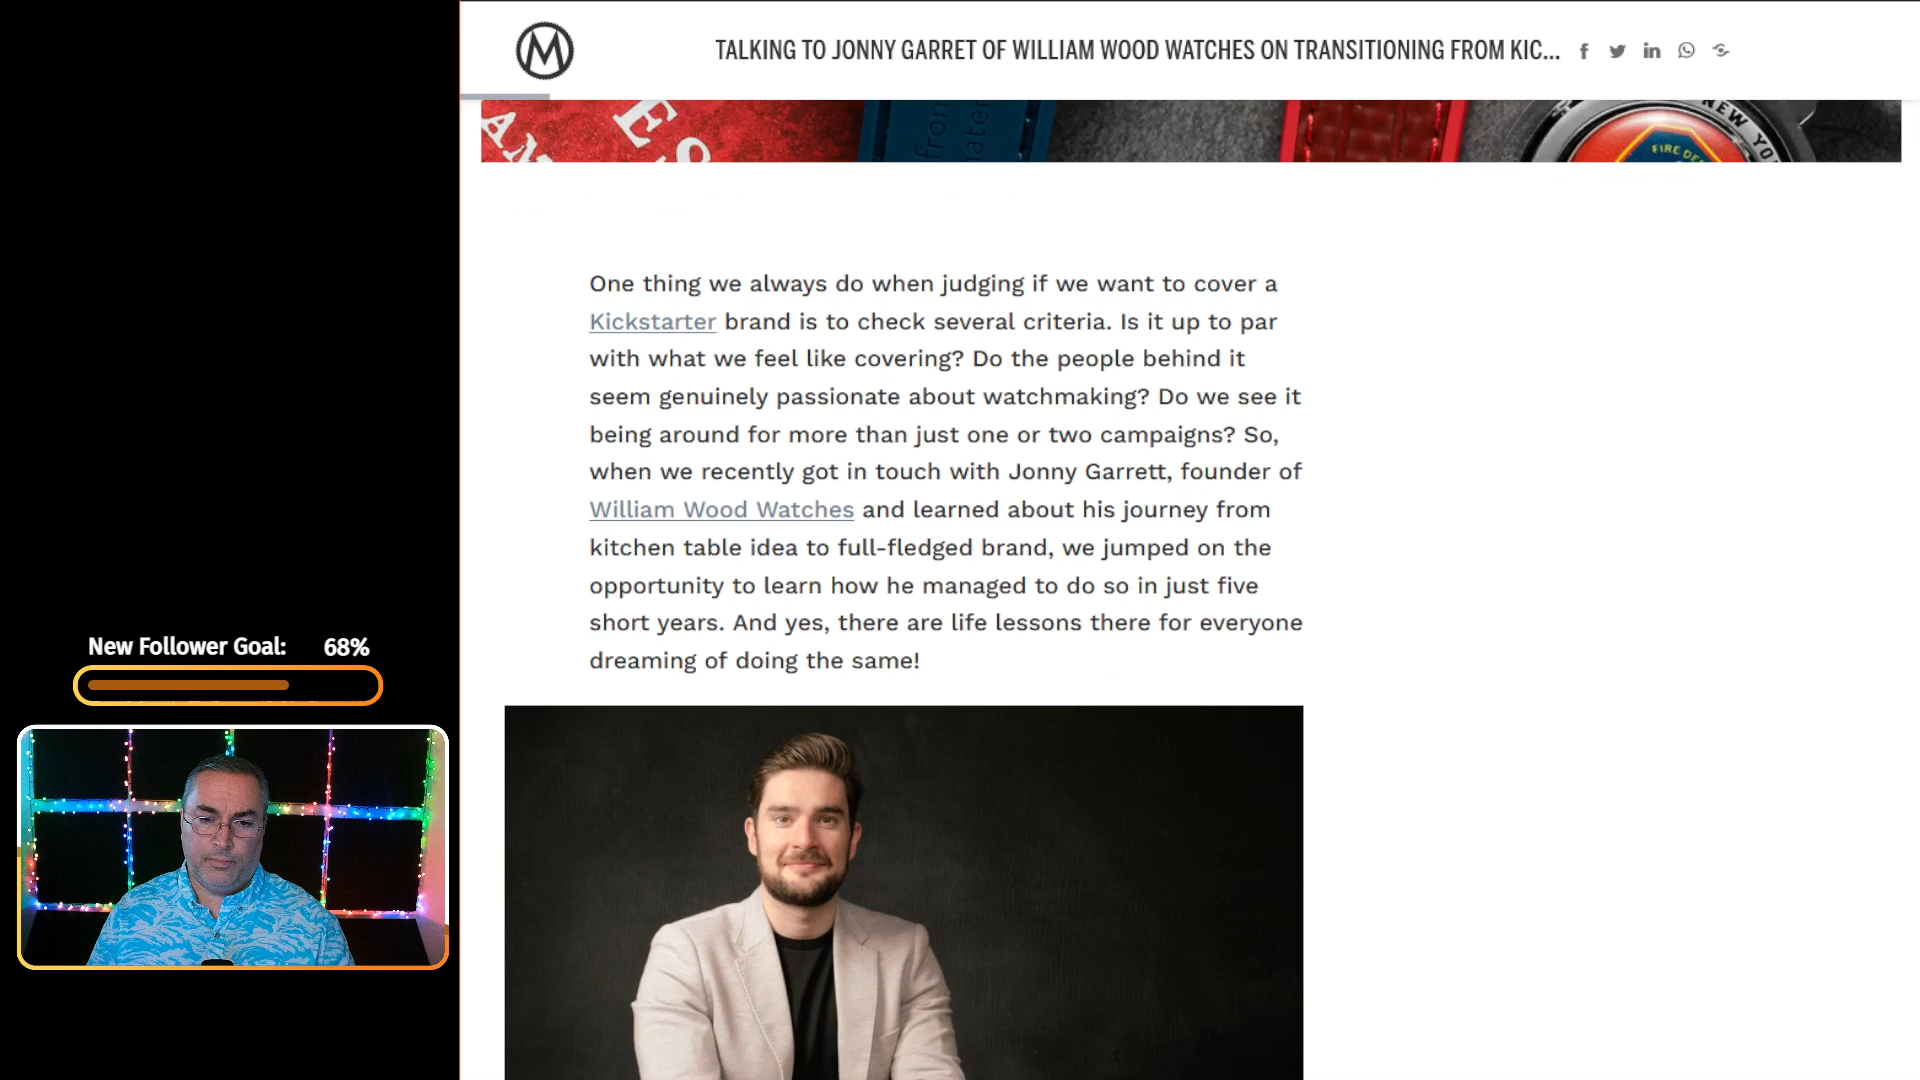 TALKING TO JONNY GARRET OF WILLIAM WOOD WATCHES ON TRANSITIONING FROM KIC...
from
NEW YO
FIRE DE
One thing we always do when judging if we want to cover a
Kickstarter brand is to check several criteria. Is it up to par
with what we feel like covering? Do the people behind it
seem genuinely passionate about watchmaking? Do we see it
being around for more than just one or two campaigns? So,
when we recently got in touch with Jonny Garrett, founder of
William Wood Watches and learned about his journey from
kitchen table idea to full-fledged brand, we jumped on the
opportunity to learn how he managed to do so in just five
short years. And yes, there are life lessons there for everyone
dreaming of doing the same!
New Follower Goal: 68%